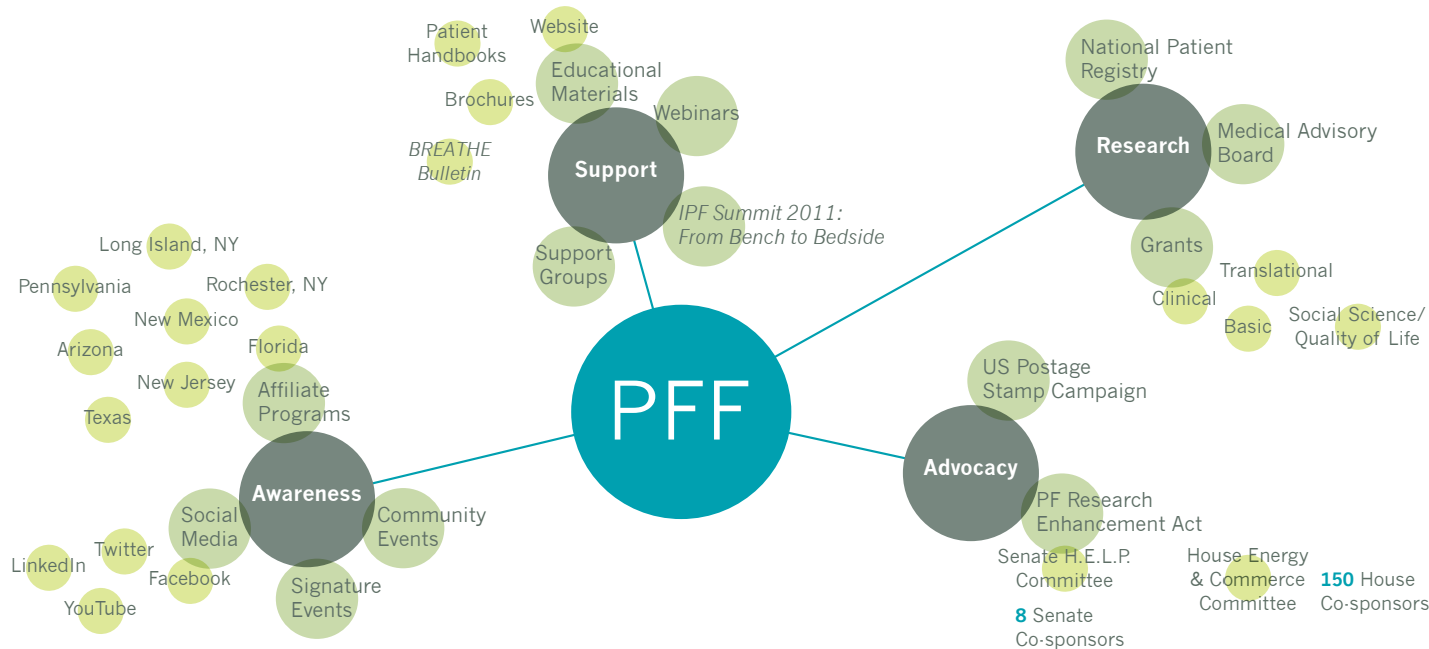 PFF
Support
Educational
Materials
Website
Patient
Handbooks
Brochures
BREATHE
Bulletin
Webinars
IPF Summit 2011:
From Bench to Bedside
Support
Groups
Research
National Patient
Registry
Medical Advisory
Board
Grants
Translational
Clinical
Basic
Social Science/
Quality of Life
Advocacy
US Postage
Stamp Campaign
PF Research
Enhancement Act
Senate H.E.L.P.
Committee
8 Senate
Co-sponsors
House Energy
& Commerce
Committee
150 House
Co-sponsors
Awareness
Affiliate
Programs
Long Island, NY
Pennsylvania
Rochester, NY
New Mexico
Arizona
Florida
New Jersey
Texas
Social
Media
LinkedIn
Twitter
Facebook
YouTube
Signature
Events
Community
Events